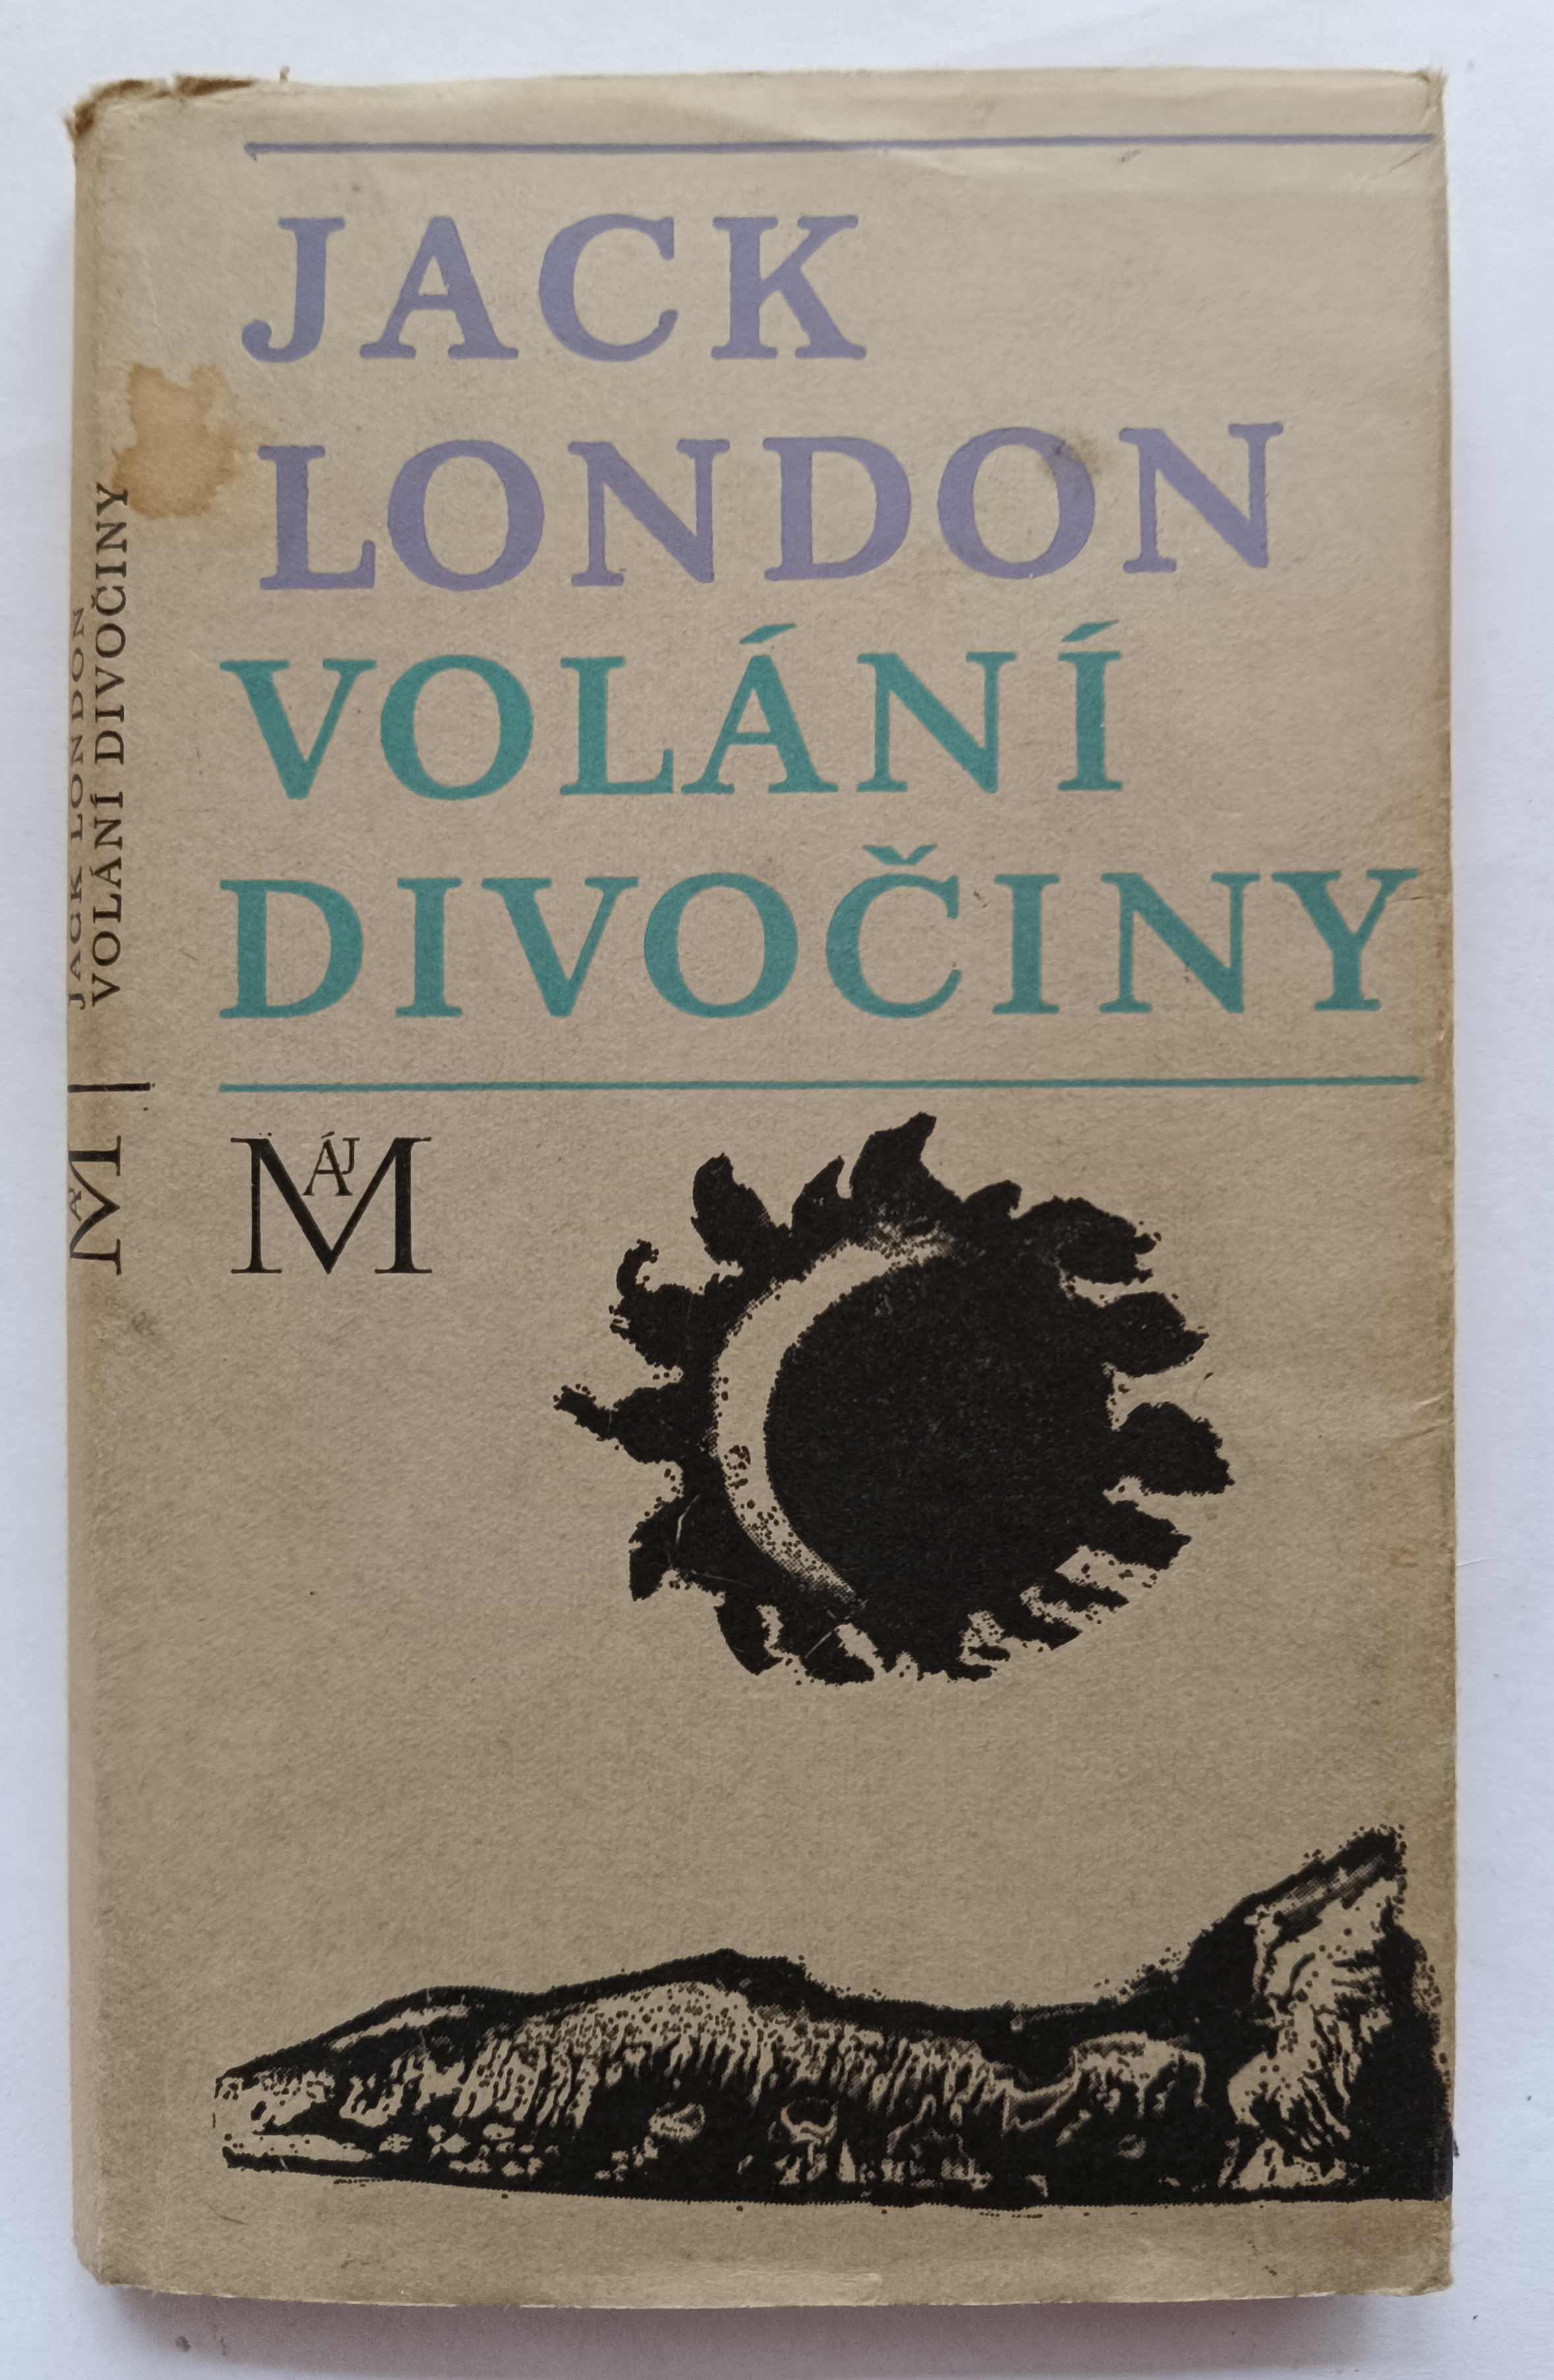 JACK
LONDON
VOLÁNÍ
DIVOČINY
MÁJ
JACK LONDON
VOLÁNÍ DIVOČINY
MÁJ